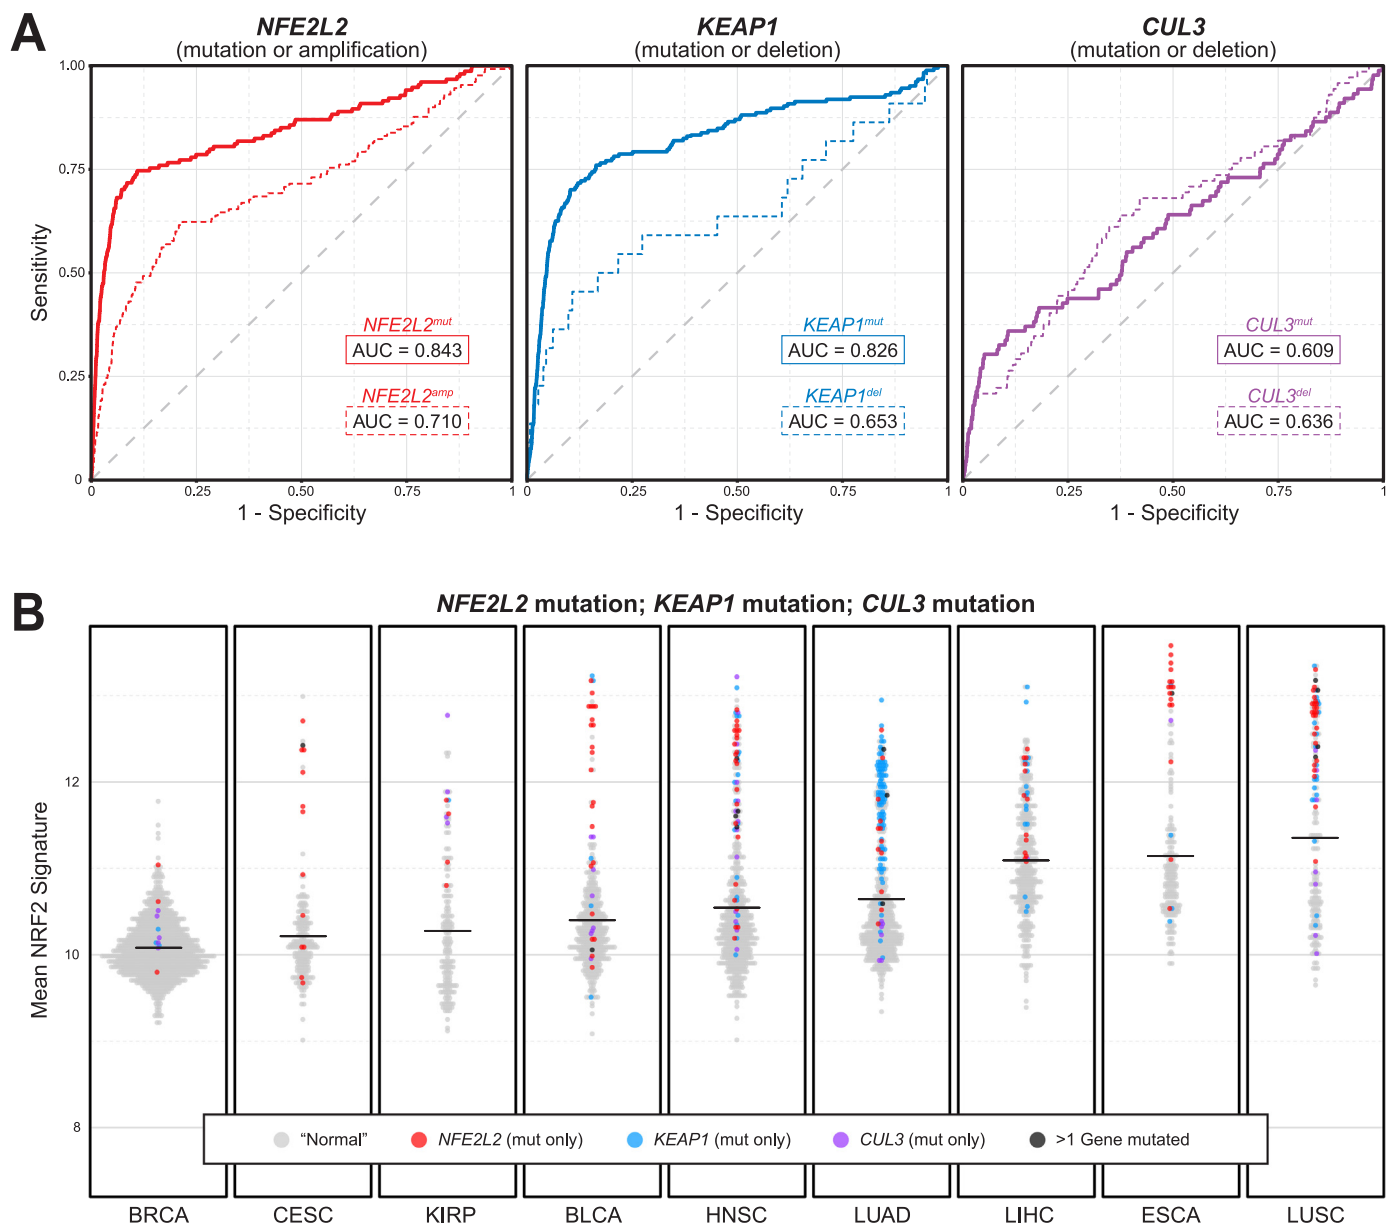 A
NFE2L2
(mutation or amplification)
KEAP1
(mutation or deletion)
CUL3
(mutation or deletion)
Sensitivity
1.00
0.75
0.50
0.25
0
NFE2L2mut
AUC = 0.843
NFE2L2amp
AUC = 0.710
KEAP1mut
AUC = 0.826
KEAP1del
AUC = 0.653
CUL3mut
AUC = 0.609
CUL3del
AUC = 0.636
0 0.25 0.50 0.75 1
0 0.25 0.50 0.75 1
0 0.25 0.50 0.75 1
1 - Specificity
1 - Specificity
1 - Specificity
B
NFE2L2 mutation; KEAP1 mutation; CUL3 mutation
Mean NRF2 Signature
12
10
8
"Normal" NFE2L2 (mut only) KEAP1 (mut only) CUL3 (mut only) >1 Gene mutated
BRCA CESC KIRP BLCA HNSC LUAD LIHC ESCA LUSC